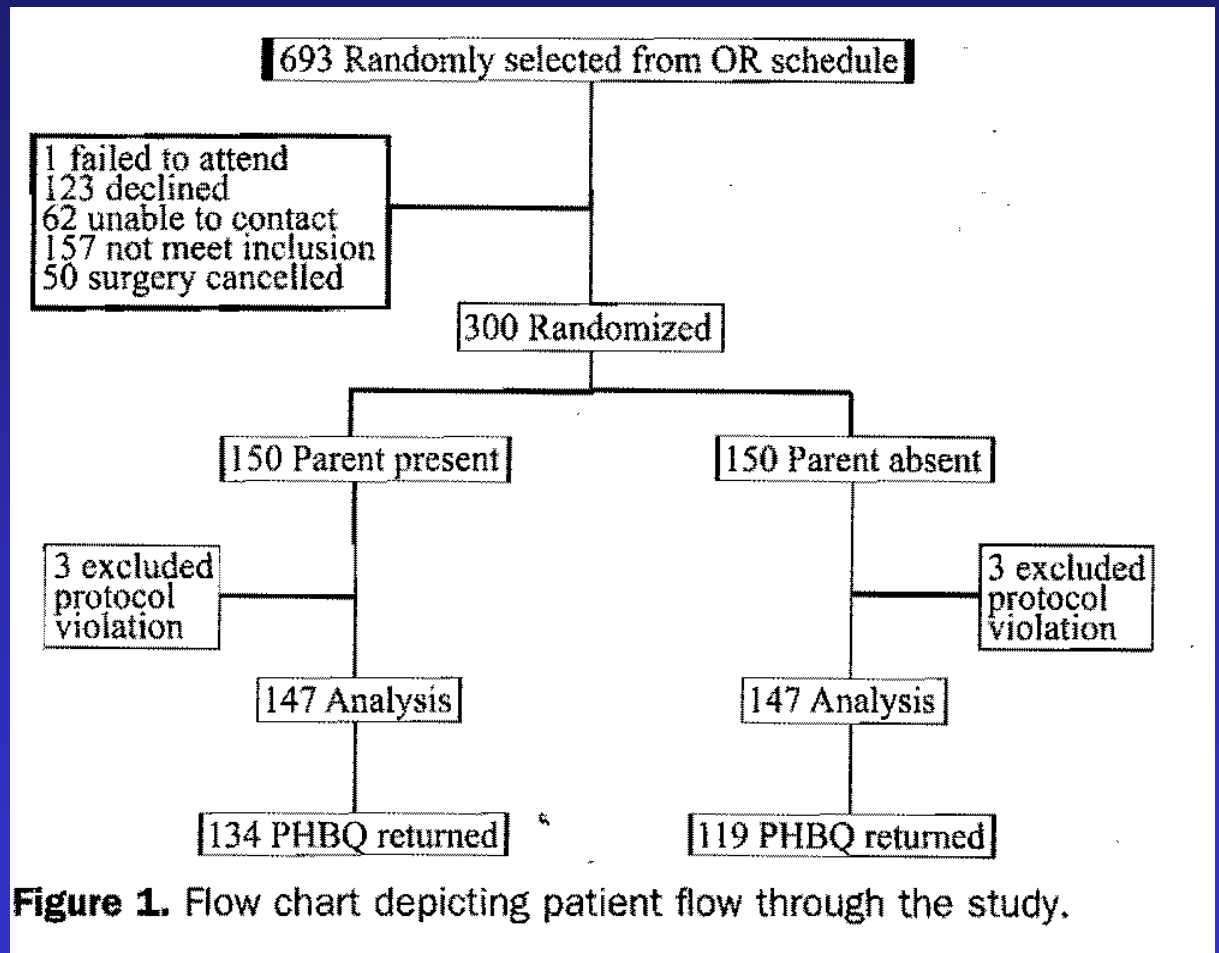 693 Randomly selected from OR schedule
1 failed to attend
123 declined
62 unable to contact
157 not meet inclusion
50 surgery cancelled
300 Randomized
150 Parent present
150 Parent absent
3 excluded
protocol
violation
3 excluded
protocol
violation
147 Analysis
147 Analysis
134 PHBQ returned
119 PHBQ returned
Figure 1. Flow chart depicting patient flow through the study.